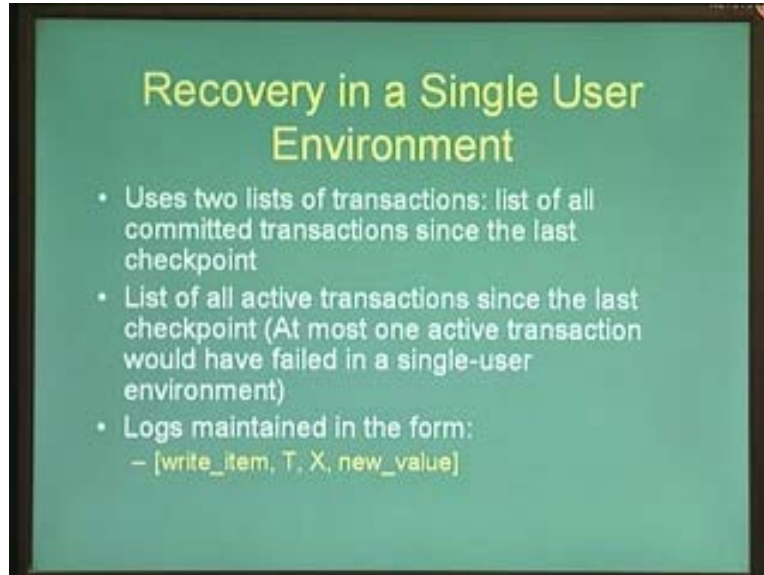 Recovery in a Single User
Environment
• Uses two lists of transactions: list of all
committed transactions since the last
checkpoint
• List of all active transactions since the last
checkpoint (At most one active transaction
would have failed in a single-user
environment)
• Logs maintained in the form:
– [write_item, T, X, new_value]